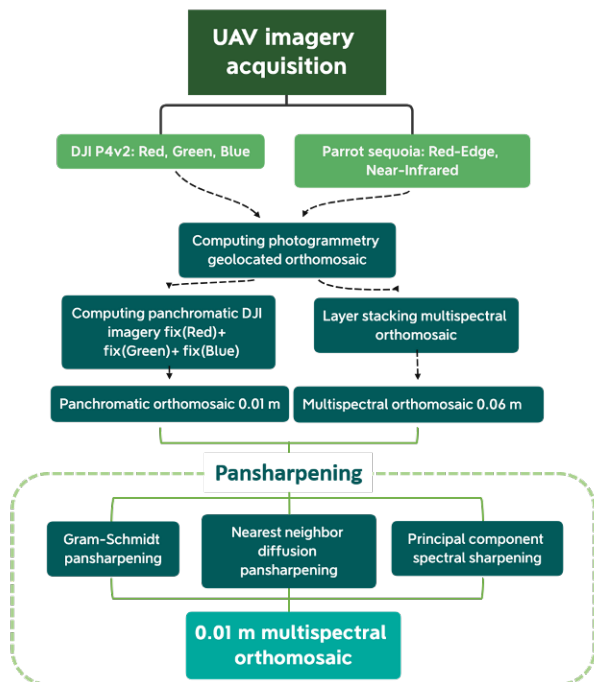 UAV imagery
acquisition
DJI P4v2: Red, Green, Blue
Parrot sequoia: Red-Edge,
Near-Infrared
Computing photogrammetry
geolocated orthomosaic
Computing panchromatic DJI
imagery fix(Red)+
fix(Green)+ fix(Blue)
Layer stacking multispectral
orthomosaic
Panchromatic orthomosaic 0.01 m
Multispectral orthomosaic 0.06 m
Pansharpening
Gram-Schmidt
pansharpening
Nearest neighbor
diffusion
pansharpening
Principal component
spectral sharpening
0.01 m multispectral
orthomosaic